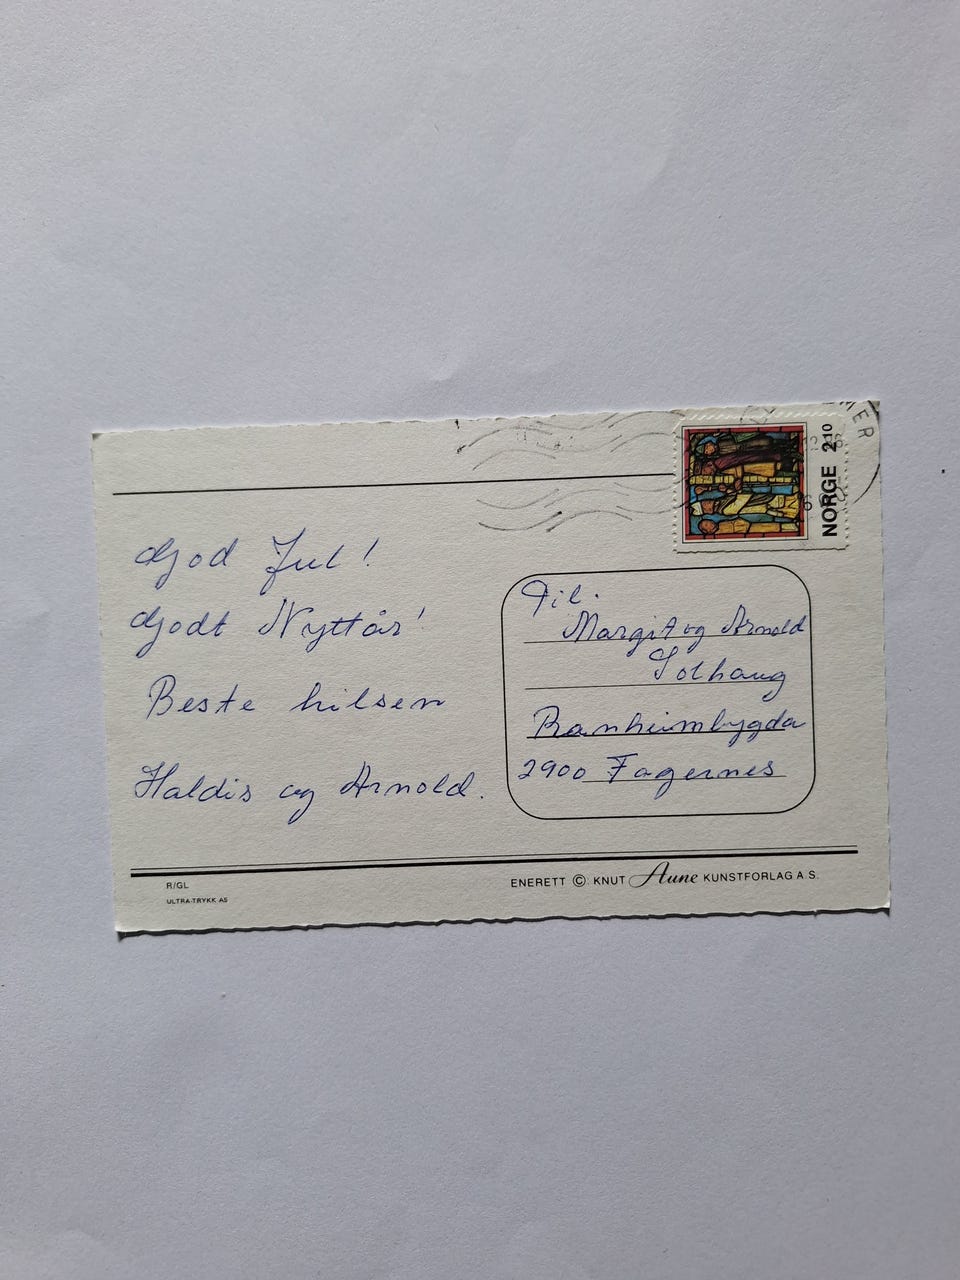 God Jul!
Godt Nyttår!
Beste hilsen
Haldis og Arnold.
NORGE 2.10
Til.
Margit og Arnold
Solhaug
Ranheimbygda
2900 Fagernes
R/GL
ULTRA-TRYKK AS
ENERETT © KNUT Aune KUNSTFORLAG A S.